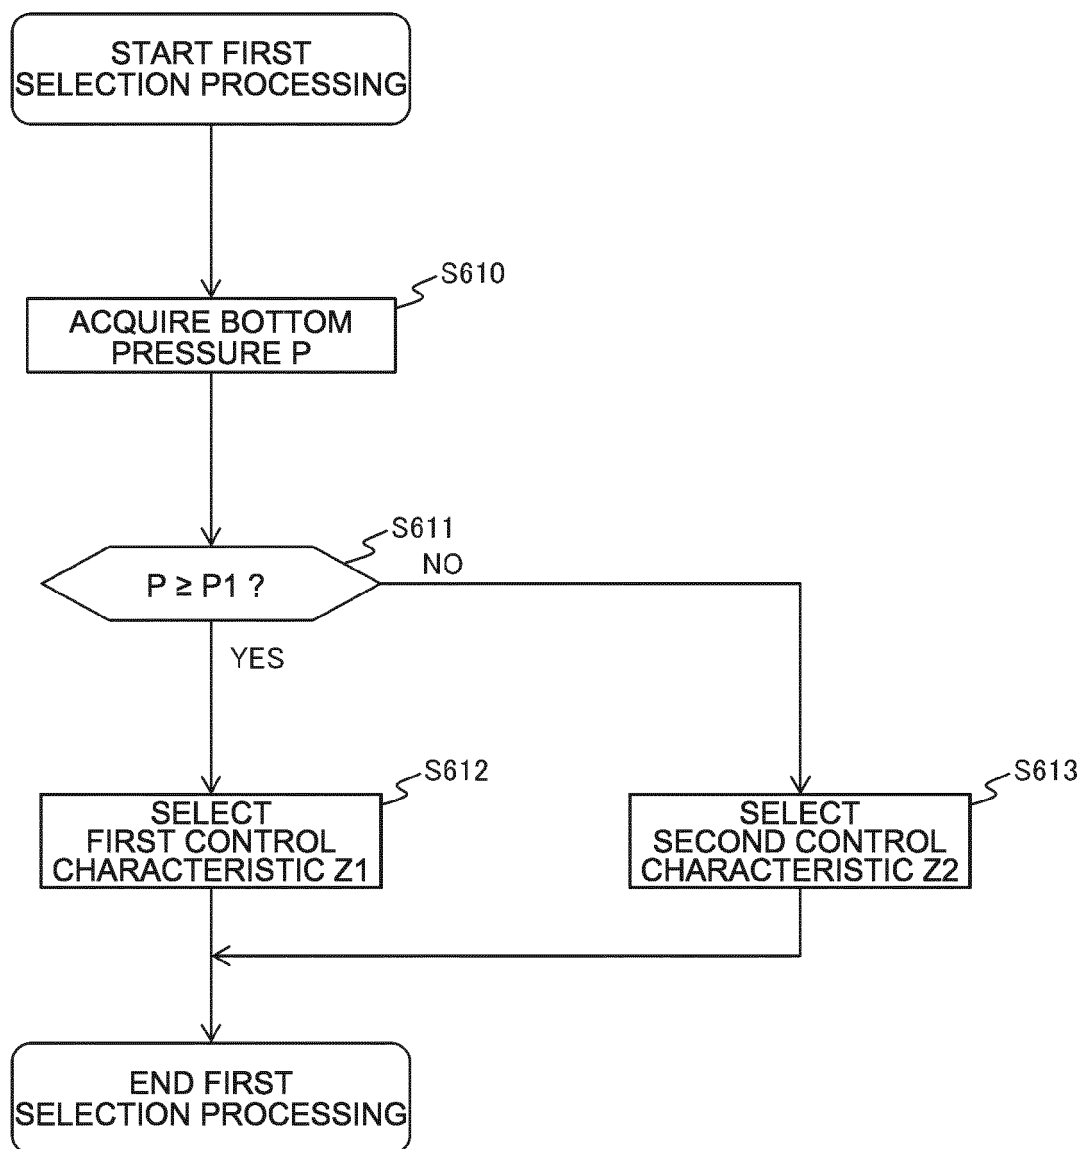 START FIRST
SELECTION PROCESSING
S610
ACQUIRE BOTTOM
PRESSURE P
S611
P ≥ P1 ?
NO
YES
S612
SELECT
FIRST CONTROL
CHARACTERISTIC Z1
S613
SELECT
SECOND CONTROL
CHARACTERISTIC Z2
END FIRST
SELECTION PROCESSING